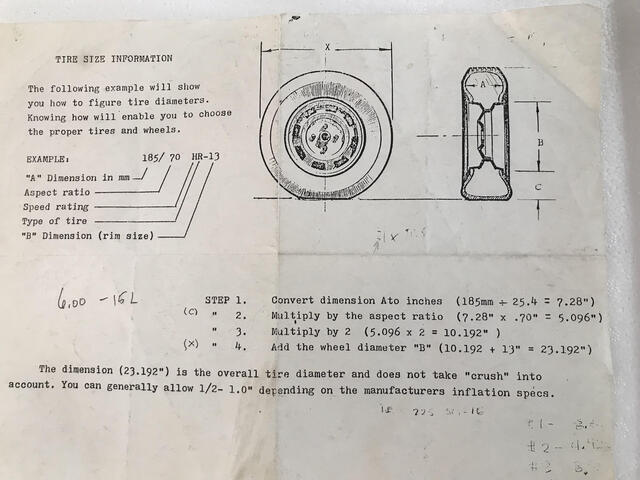 TIRE SIZE INFORMATION
The following example will show
you how to figure tire diameters.
Knowing how will enable you to choose
the proper tires and wheels.
EXAMPLE: 185/ 70 HR-13
"A" Dimension in mm
Aspect ratio
Speed rating
Type of tire
"B" Dimension (rim size)
X
A
B
C
6.00 -15L
STEP 1. Convert dimension Ato inches (185mm ÷ 25.4 = 7.28")
(C) " 2. Multiply by the aspect ratio (7.28" x .70" = 5.096")
" 3. Multiply by 2 (5.096 x 2 = 10.192" )
(X) " 4. Add the wheel diameter "B" (10.192 + 13" = 23.192")
The dimension (23.192") is the overall tire diameter and does not take "crush" into
account. You can generally allow 1/2- 1.0" depending on the manufacturers inflation specs.
225
#1-
#2-
#3